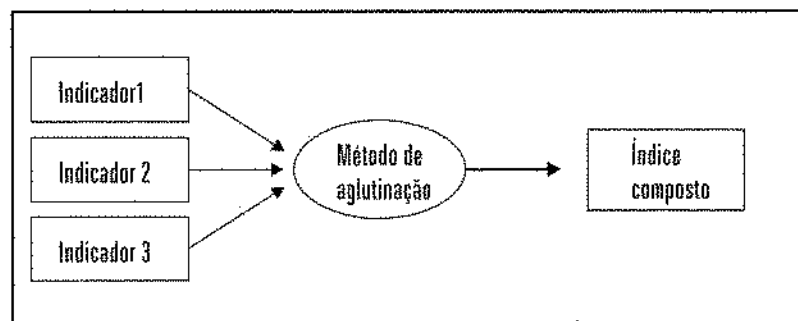 Indicador1
Indicador 2
Indicador 3
Método de
aglutinação
Índice
composto